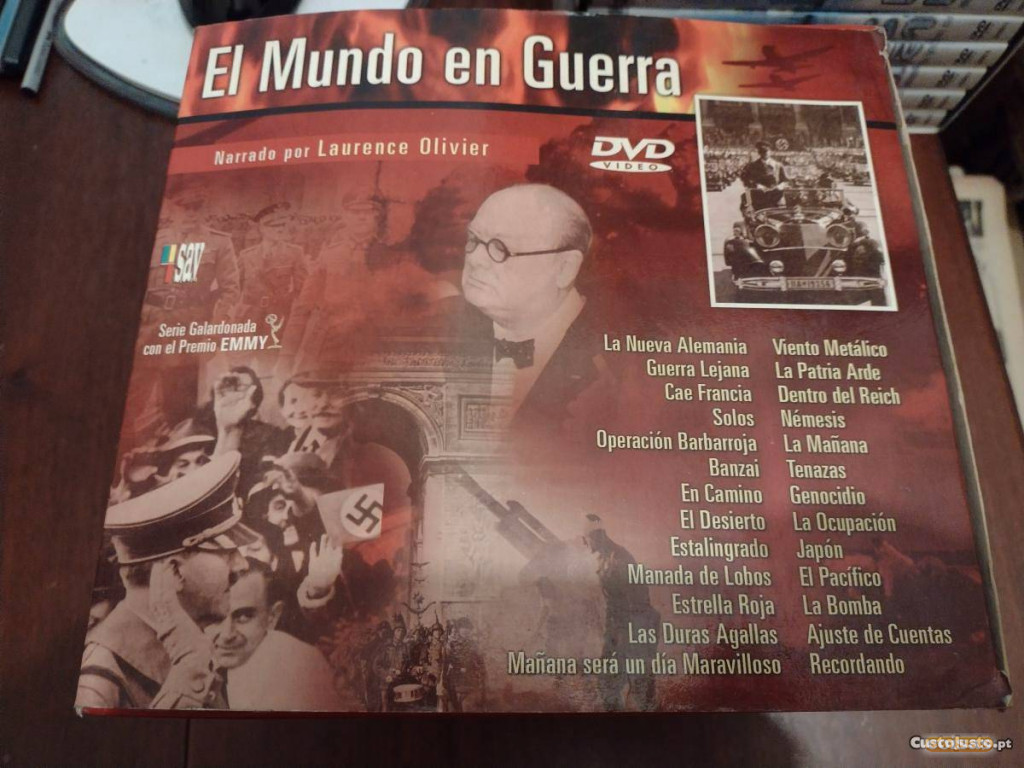 El Mundo en Guerra
Narrado por Laurence Olivier
DVD
VIDEO
sav
Serie Galardonada
con el Premio EMMY
La Nueva Alemania
Guerra Lejana
Cae Francia
Solos
Operación Barbarroja
Banzai
En Camino
El Desierto
Estalingrado
Manada de Lobos
Estrella Roja
Las Duras Agallas
Mañana será un día Maravilloso
Viento Metálico
La Patria Arde
Dentro del Reich
Némesis
La Mañana
Tenazas
Genocidio
La Ocupación
Japón
El Pacífico
La Bomba
Ajuste de Cuentas
Recordando
CustoJusto.pt